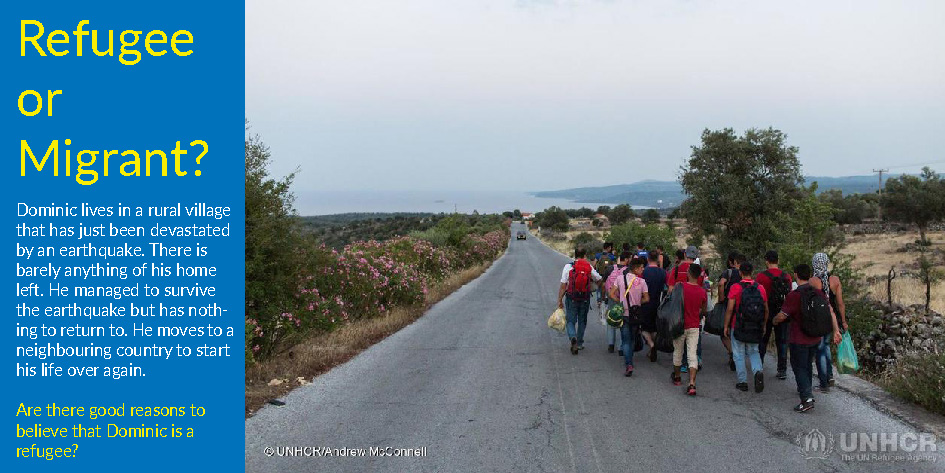 Refugee
or
Migrant?
Dominic lives in a rural village
that has just been devastated
by an earthquake. There is
barely anything of his home
left. He managed to survive
the earthquake but has noth-
ing to return to. He moves to a
neighbouring country to start
his life over again.
Are there good reasons to
believe that Dominic is a
refugee?
© UNHCR/Andrew McConnell
UNHCR
The UN Refugee Agency